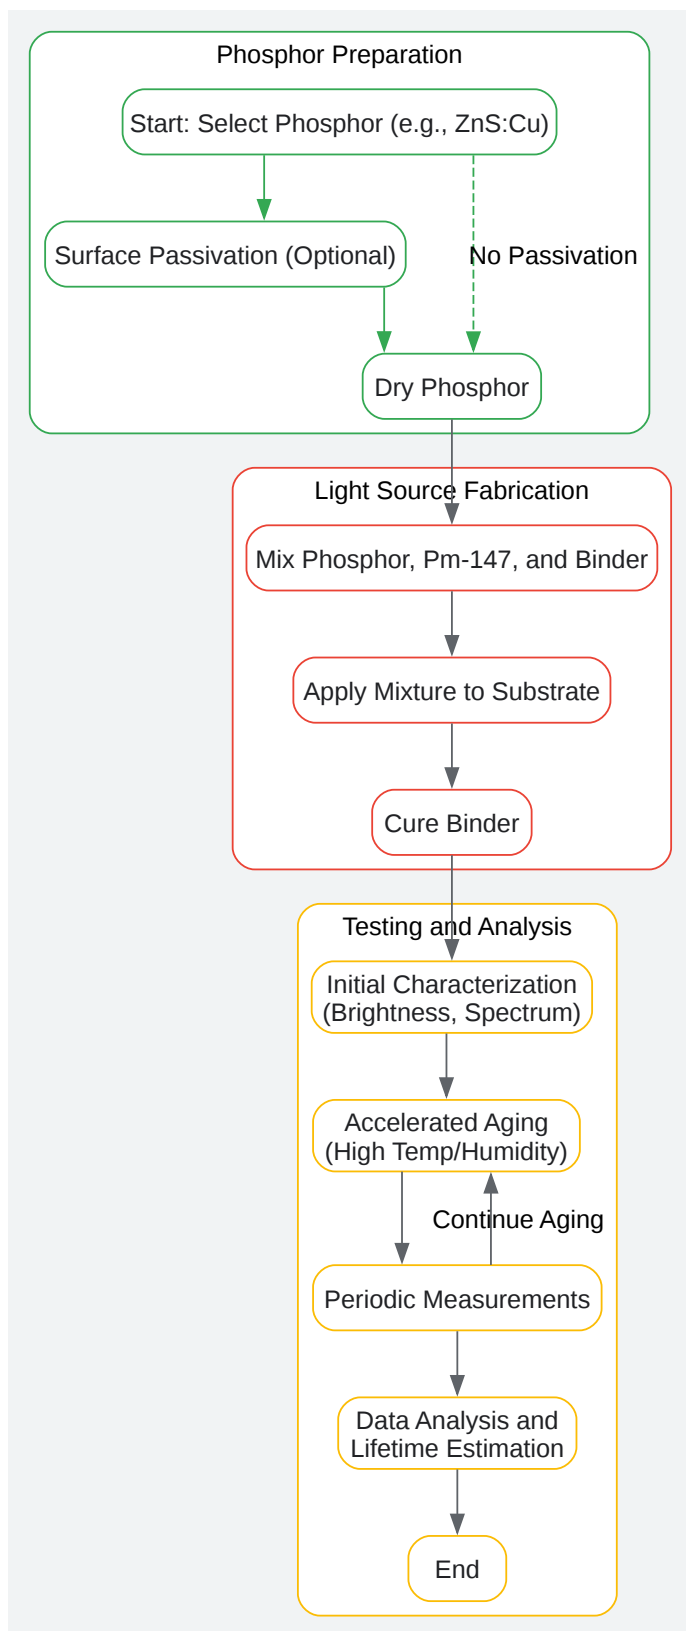 Phosphor Preparation
Start: Select Phosphor (e.g., ZnS:Cu)
Surface Passivation (Optional)
No Passivation
Dry Phosphor
Light Source Fabrication
Mix Phosphor, Pm-147, and Binder
Apply Mixture to Substrate
Cure Binder
Testing and Analysis
Initial Characterization
(Brightness, Spectrum)
Accelerated Aging
(High Temp/Humidity)
Continue Aging
Periodic Measurements
Data Analysis and
Lifetime Estimation
End